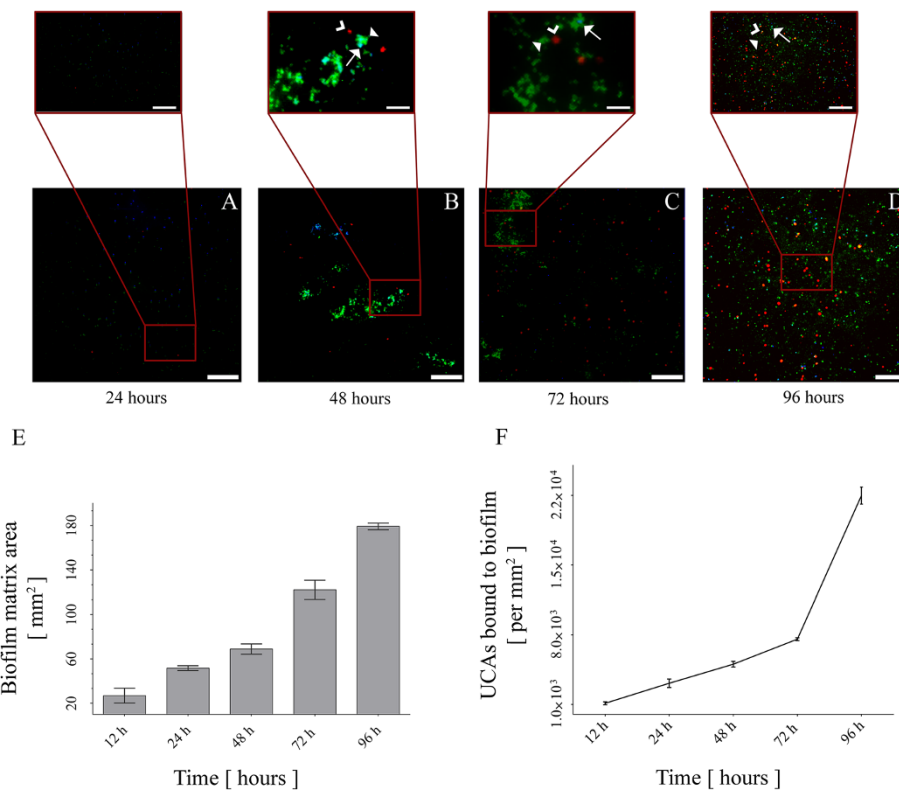 A
B
C
D
24 hours
48 hours
72 hours
96 hours
E
Biofilm matrix area
[ mm²]
180
140
100
60
20
12 h
24 h
48 h
72 h
96 h
Time [ hours ]
F
UCAs bound to biofilm
[ per mm²]
2.2×10⁴
1.5×10⁴
8.0×10³
1.0×10³
12 h
24 h
48 h
72 h
96 h
Time [ hours ]